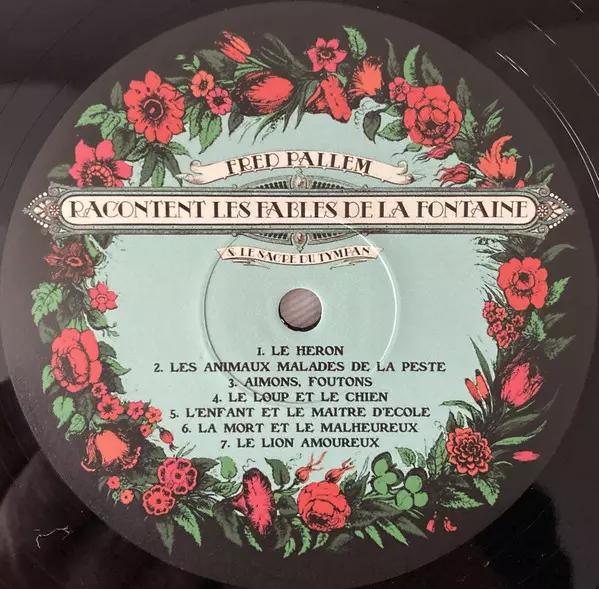 FRED PALLEM
RACONTENT LES FABLES DE LA FONTAINE
& LE SACRE DU TYMPAN
1. LE HERON
2. LES ANIMAUX MALADES DE LA PESTE
3. AIMONS, FOUTONS
4. LE LOUP ET LE CHIEN
5. L'ENFANT ET LE MAITRE D'ECOLE
6. LA MORT ET LE MALHEUREUX
7. LE LION AMOUREUX